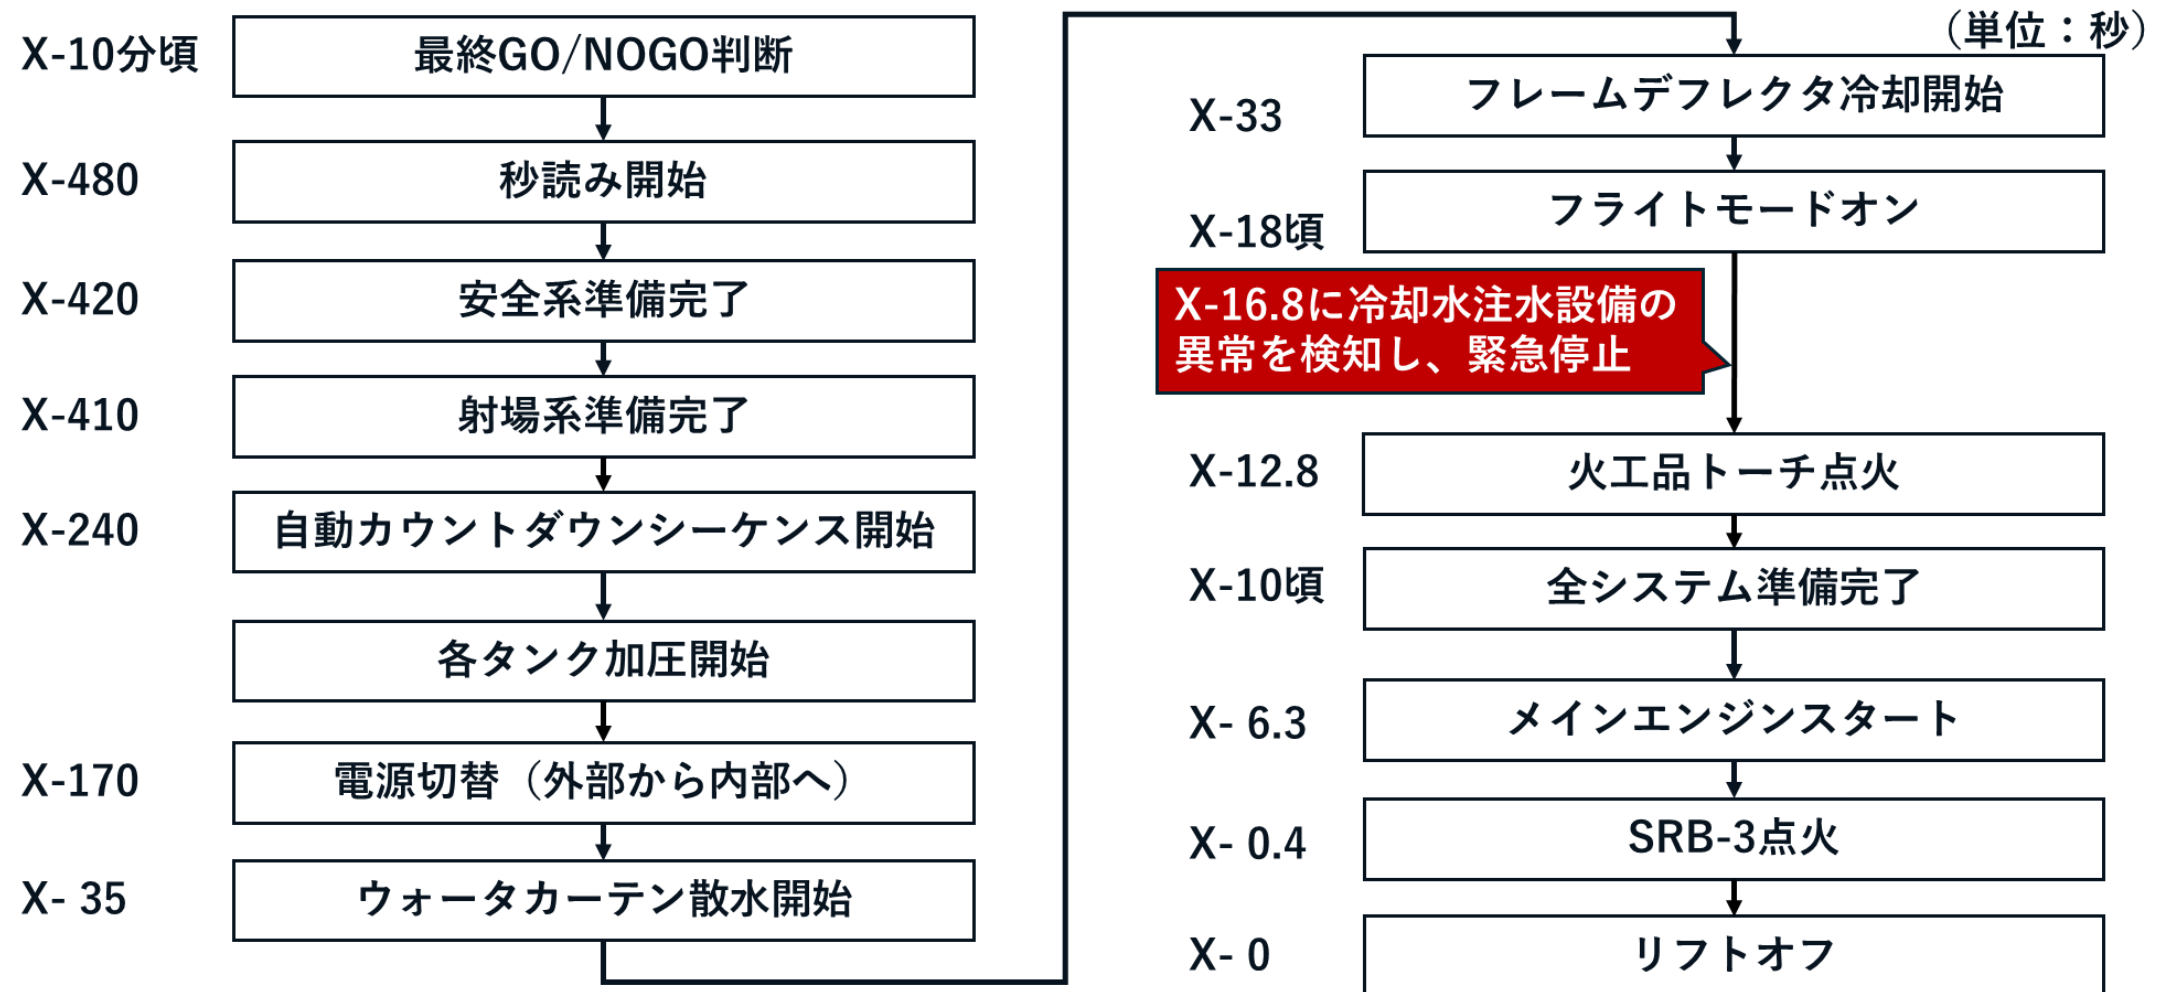 X-10分頃
最終GO/NOGO判断
X-480
秒読み開始
X-420
安全系準備完了
X-410
射場系準備完了
X-240
自動カウントダウンシーケンス開始
各タンク加圧開始
X-170
電源切替（外部から内部へ）
X- 35
ウォータカーテン散水開始
（単位：秒）
X-33
フレームデフレクタ冷却開始
X-18頃
フライトモードオン
X-16.8に冷却水注水設備の
異常を検知し、緊急停止
X-12.8
火工品トーチ点火
X-10頃
全システム準備完了
X- 6.3
メインエンジンスタート
X- 0.4
SRB-3点火
X- 0
リフトオフ